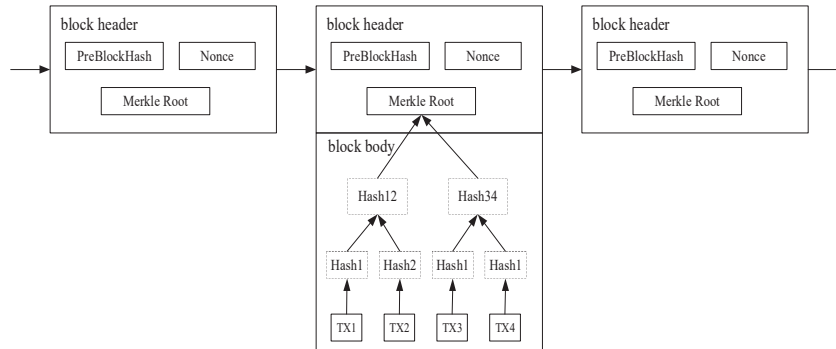 block header
PreBlockHash
Nonce
Merkle Root
block header
PreBlockHash
Nonce
Merkle Root
block body
Hash12
Hash34
Hash1
Hash2
Hash1
Hash1
TX1
TX2
TX3
TX4
block header
PreBlockHash
Nonce
Merkle Root